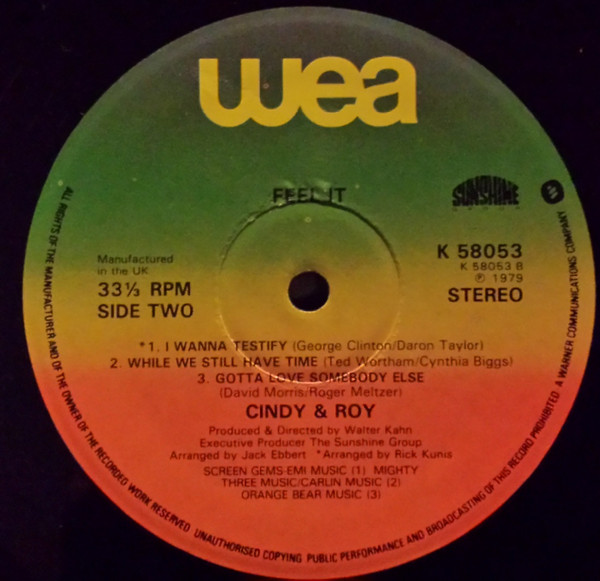 wea
FEEL IT
SUNSHINE
Manufactured
in the UK
33⅓ RPM
SIDE TWO
K 58053
K 58053 B
℗ 1979
STEREO
*1. I WANNA TESTIFY (George Clinton/Daron Taylor)
2. WHILE WE STILL HAVE TIME (Ted Wortham/Cynthia Biggs)
3. GOTTA LOVE SOMEBODY ELSE
(David Morris/Roger Meltzer)
CINDY & ROY
Produced & Directed by Walter Kahn
Executive Producer The Sunshine Group
Arranged by Jack Ebbert *Arranged by Rick Kunis
SCREEN GEMS-EMI MUSIC (1) MIGHTY
THREE MUSIC/CARLIN MUSIC (2)
ORANGE BEAR MUSIC (3)
ALL RIGHTS OF THE MANUFACTURER AND OF THE OWNER OF THE RECORDED WORK RESERVED UNAUTHORISED COPYING PUBLIC PERFORMANCE AND BROADCASTING OF THIS RECORD PROHIBITED A WARNER COMMUNICATIONS COMPANY